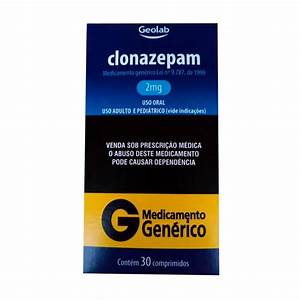 Geolab
clonazepam
Medicamento genérico Lei nº 9.787, de 1999
2mg
USO ORAL
USO ADULTO E PEDIÁTRICO (vide indicações)
VENDA SOB PRESCRIÇÃO MÉDICA
O ABUSO DESTE MEDICAMENTO
PODE CAUSAR DEPENDÊNCIA
G Medicamento
Genérico
Contém 30 comprimidos